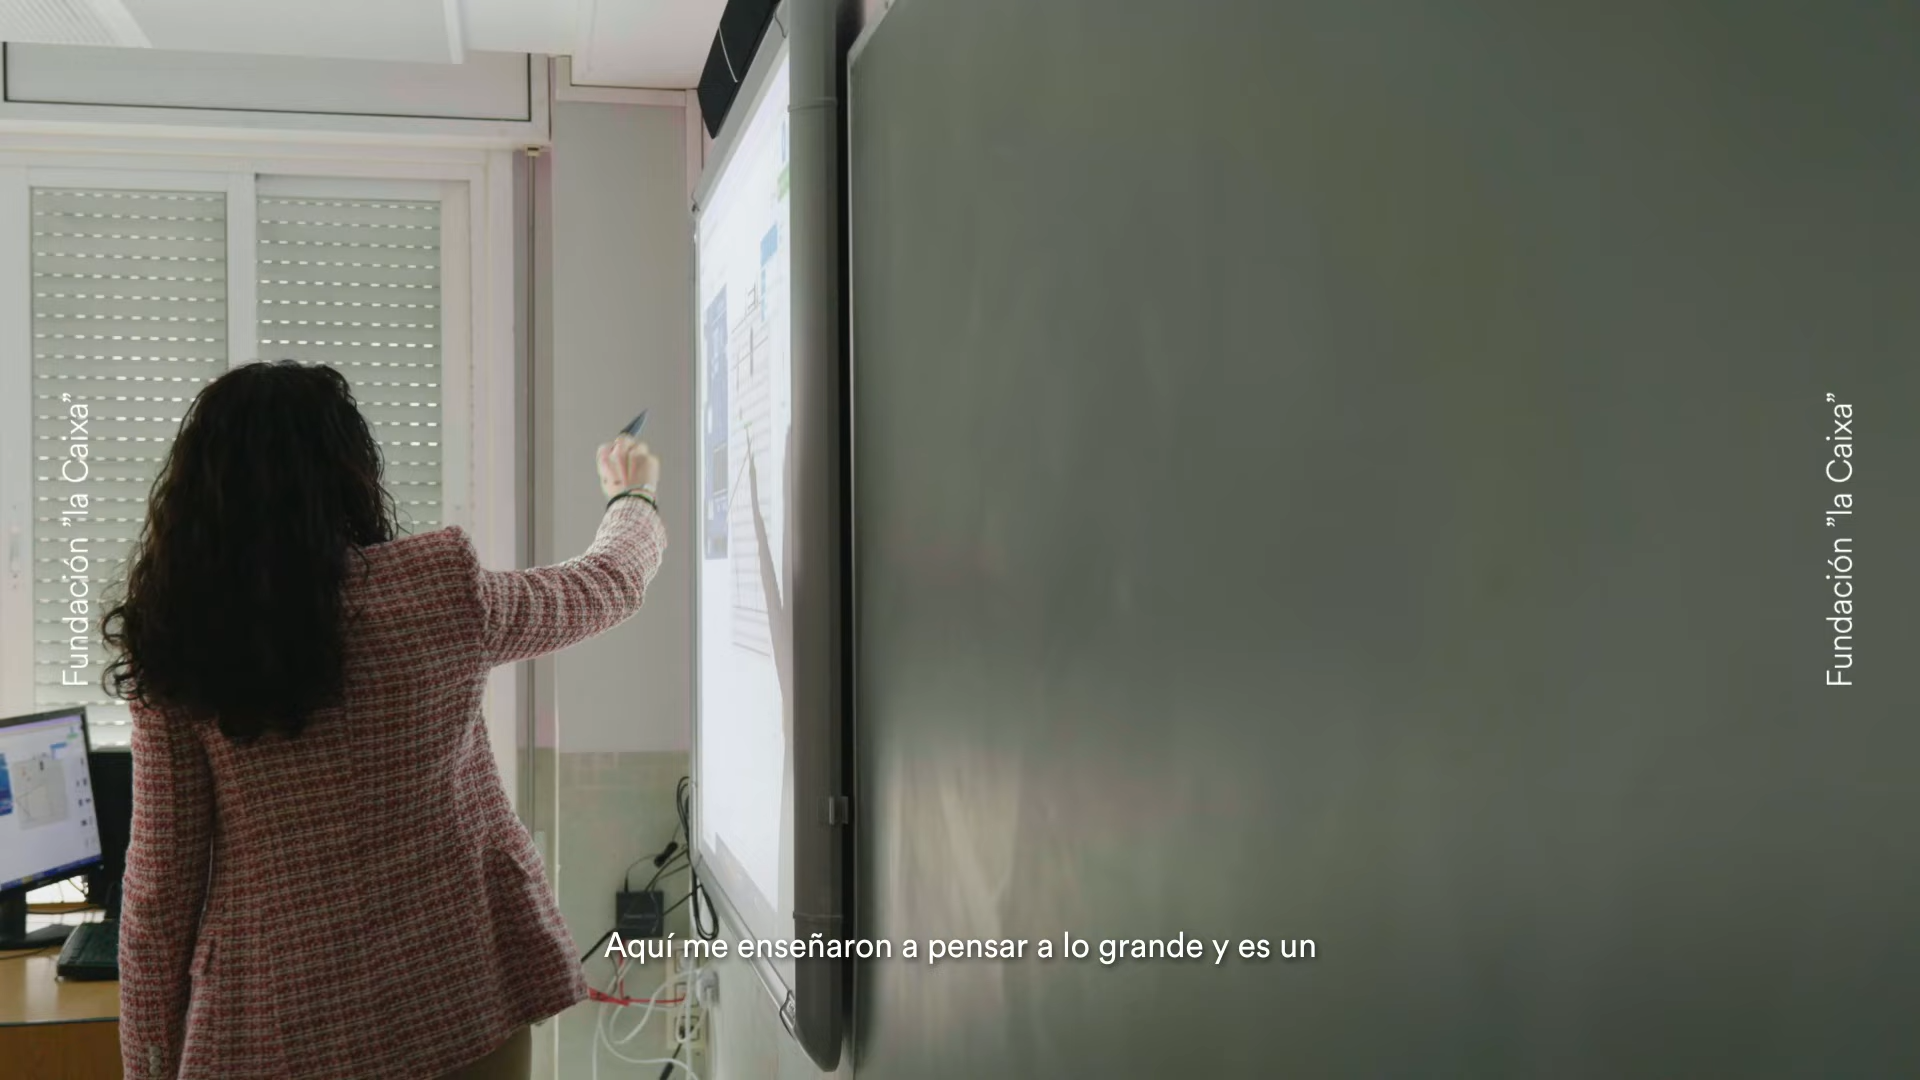 Fundación ”la Caixa”
Fundación ”la Caixa”
Aquí me enseñaron a pensar a lo grande y es un